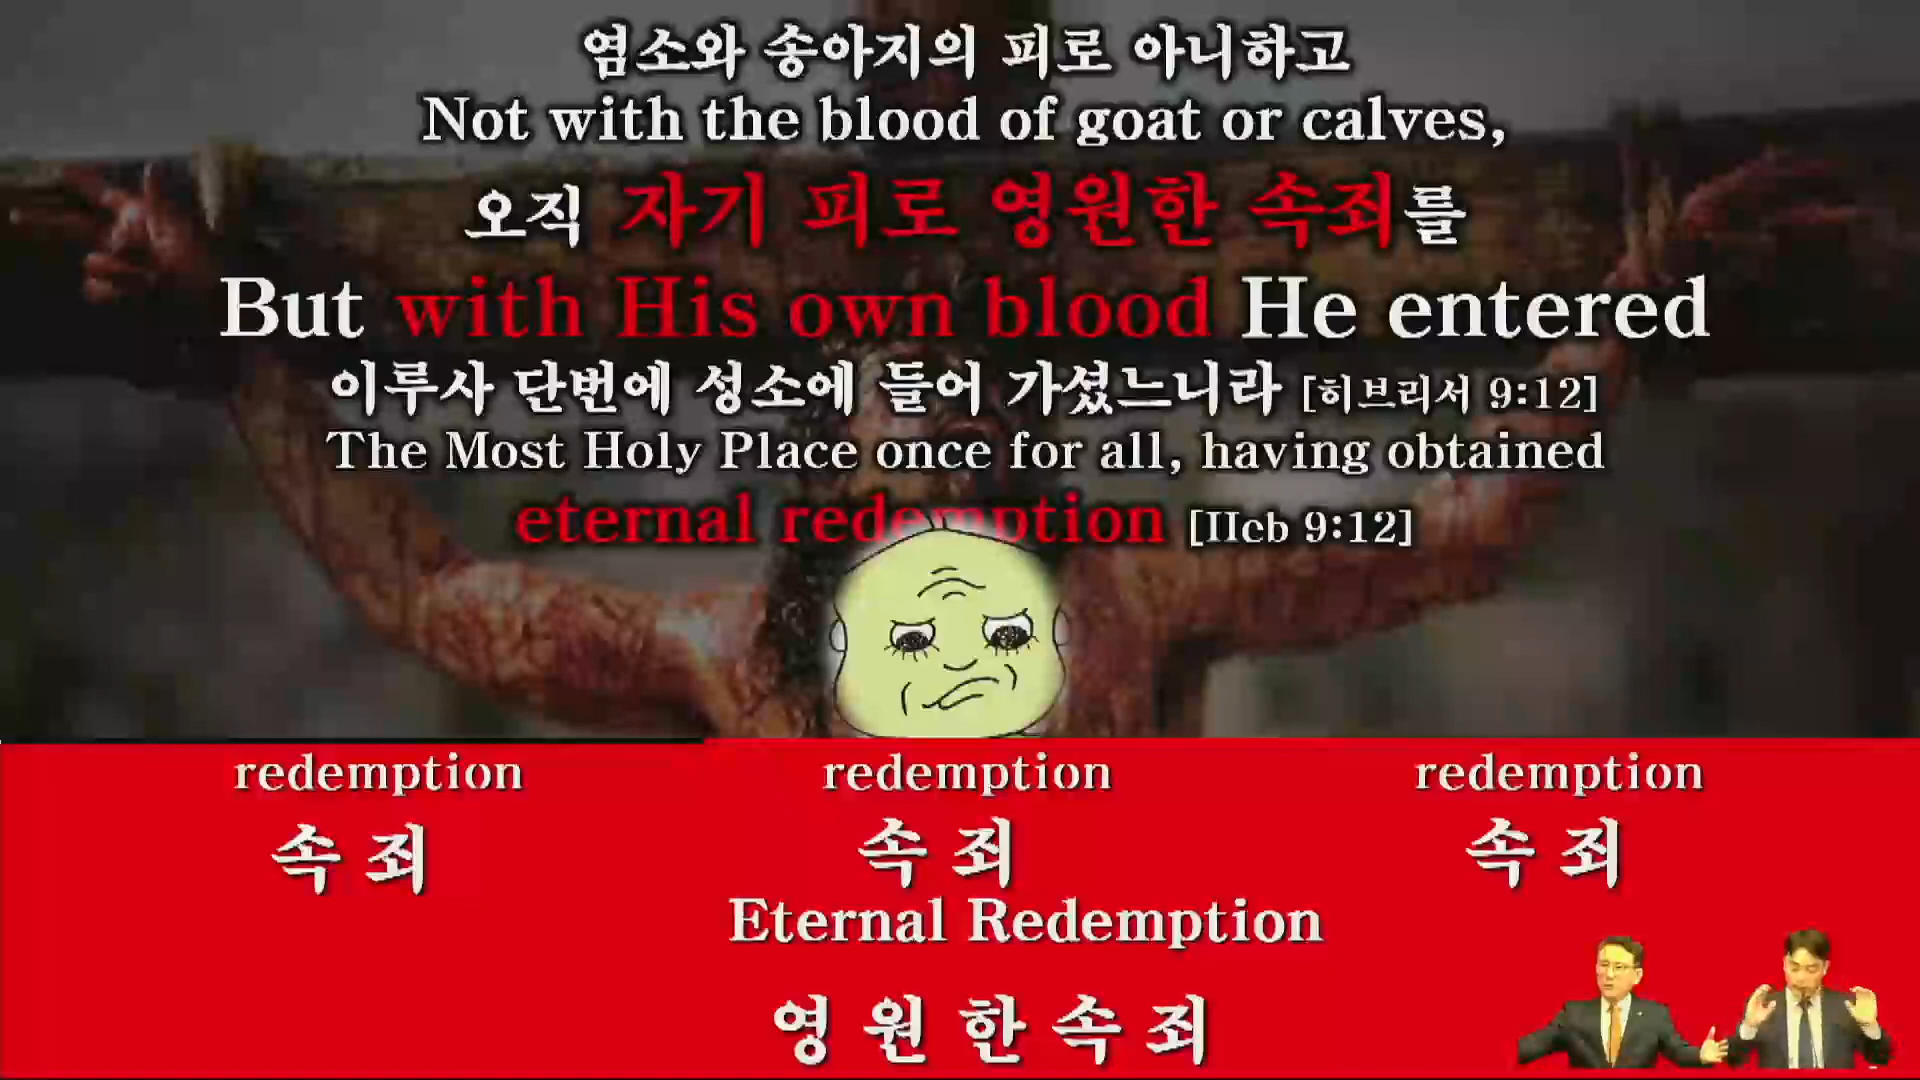 염소와 송아지의 피로 아니하고
Not with the blood of goat or calves,
오직 자기 피로 영원한 속죄를
But with His own blood He entered
이루사 단번에 성소에 들어 가셨느니라 [히브리서 9:12]
The Most Holy Place once for all, having obtained
eternal redemption [Heb 9:12]
redemption redemption redemption
속 죄 속 죄 속 죄
Eternal Redemption
영 원 한 속 죄